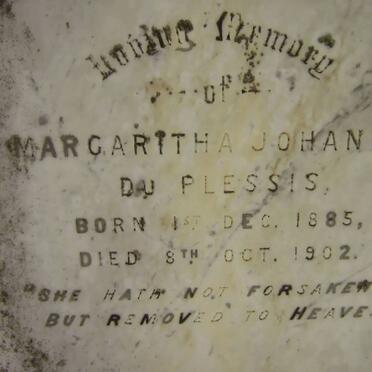 Loving Memory
of
MARGARITHA JOHAN
DU PLESSIS,
BORN 1ST DEC. 1885,
DIED 8TH OCT. 1902.
"SHE HATH NOT FORSAKEN
BUT REMOVED TO HEAVE